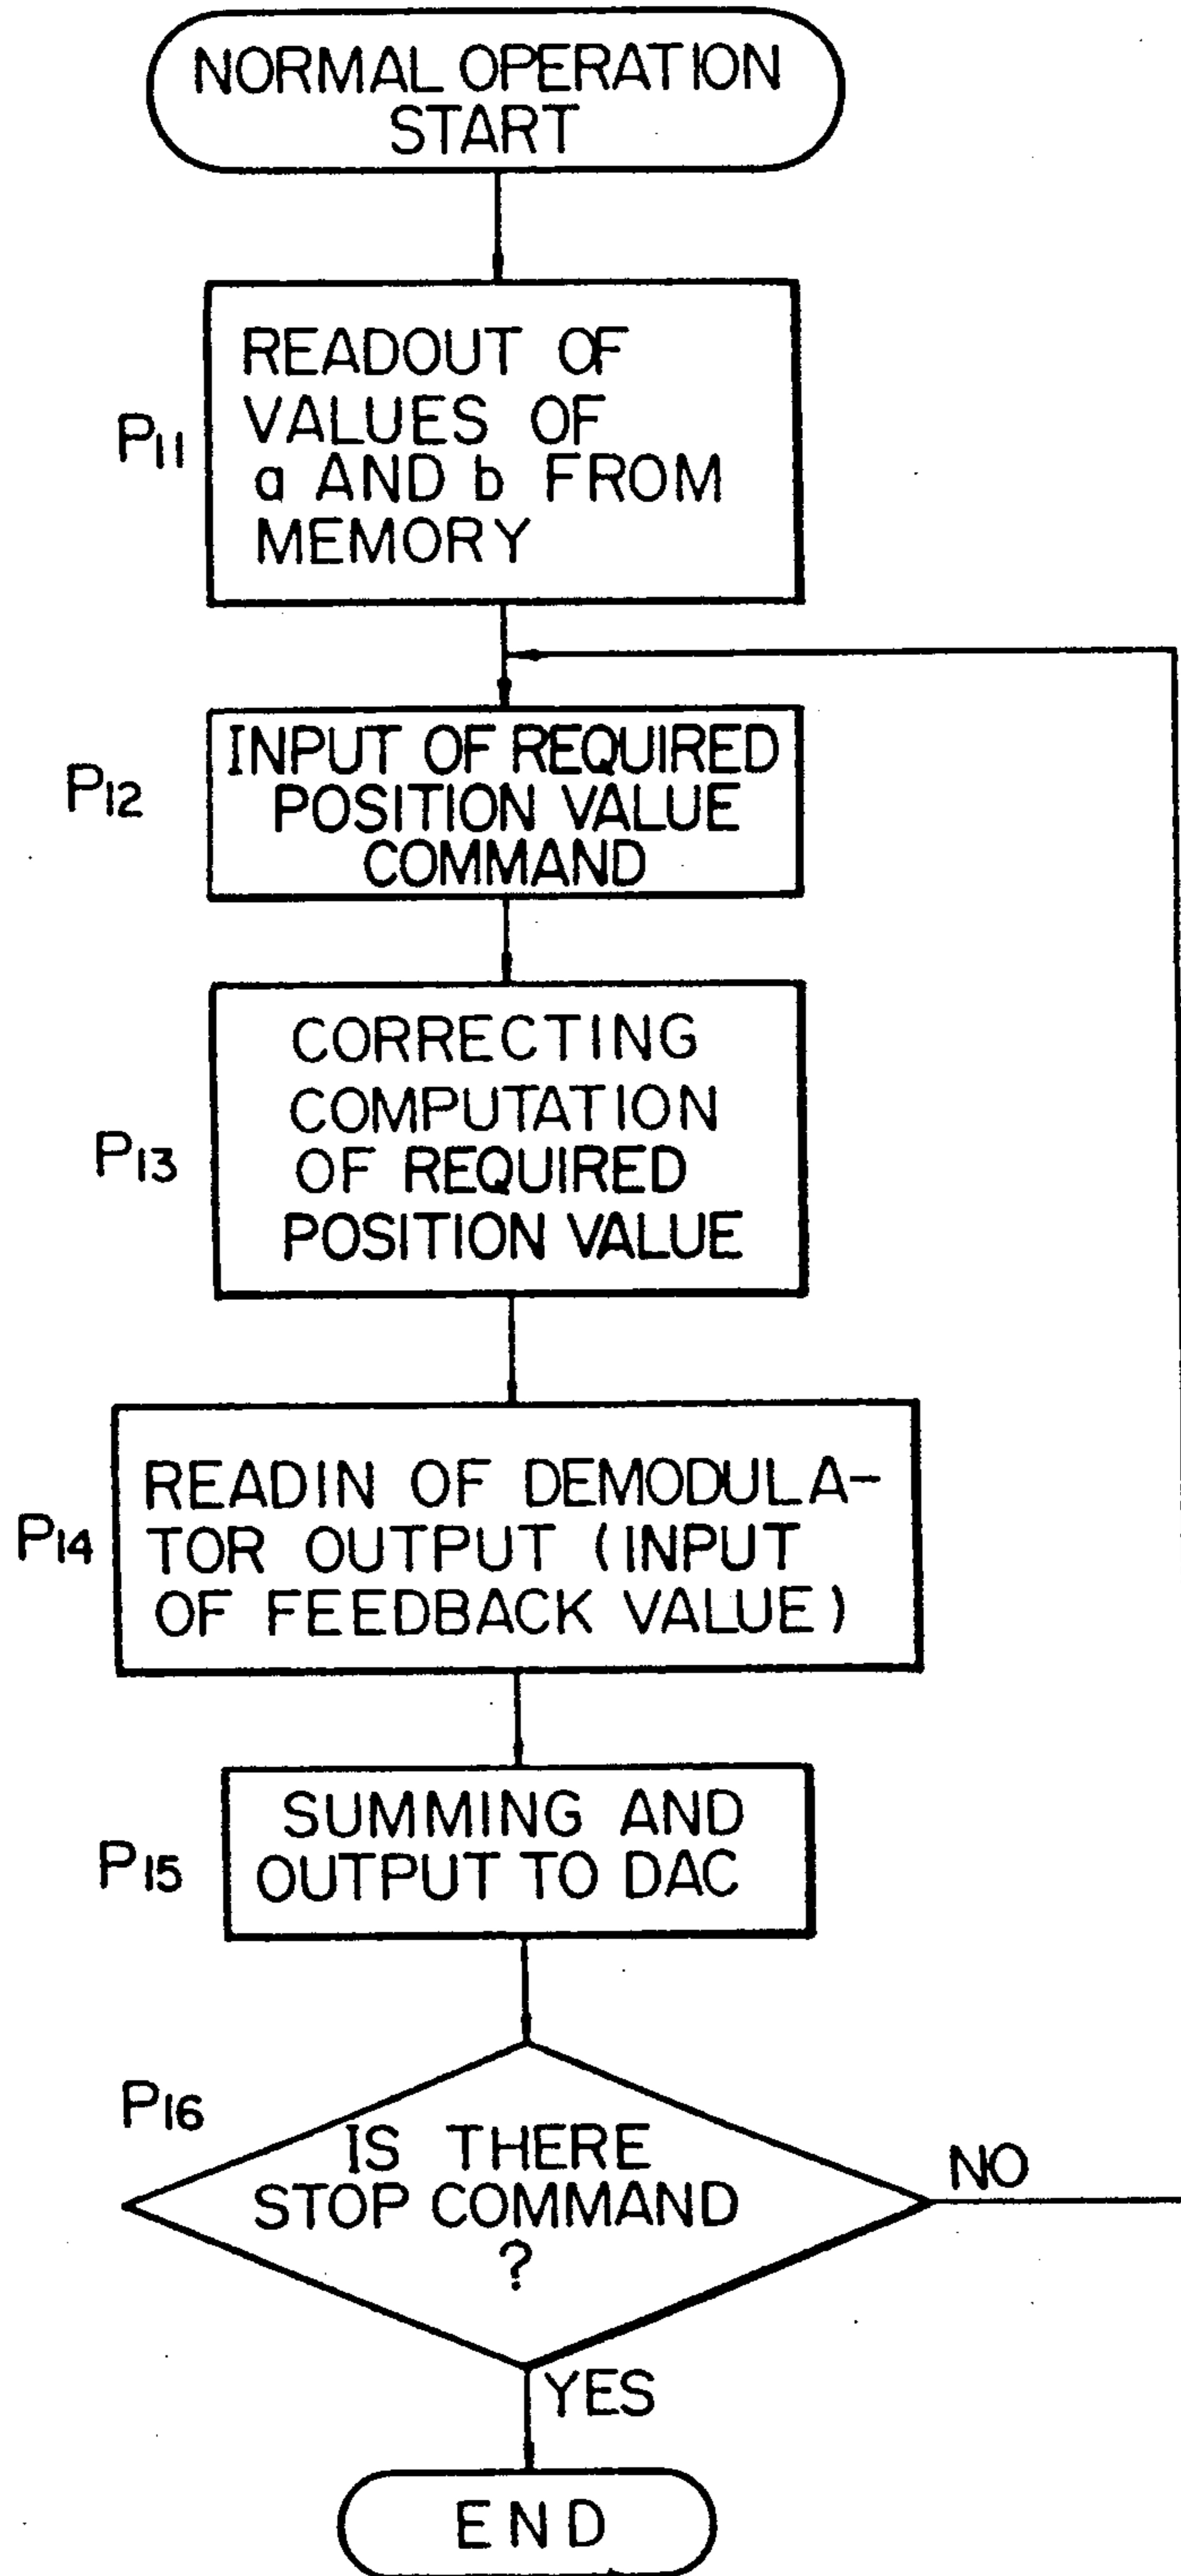 NORMAL OPERATION
START
P11
READOUT OF
VALUES OF
a AND b FROM
MEMORY
P12
INPUT OF REQUIRED
POSITION VALUE
COMMAND
P13
CORRECTING
COMPUTATION
OF REQUIRED
POSITION VALUE
P14
READIN OF DEMODULA-
TOR OUTPUT (INPUT
OF FEEDBACK VALUE)
P15
SUMMING AND
OUTPUT TO DAC
P16
IS THERE
STOP COMMAND
?
NO
YES
END